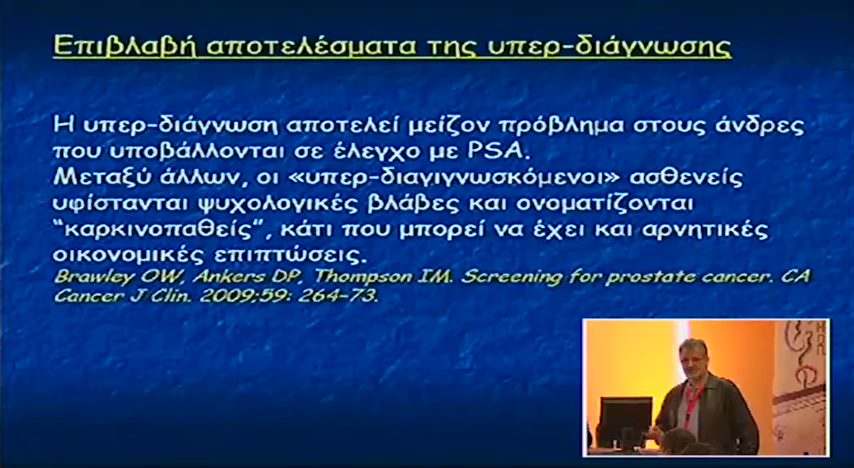 Επιβλαβή αποτελέσματα της υπερ-διάγνωσης
Η υπερ-διάγνωση αποτελεί μείζον πρόβλημα στους άνδρες
που υποβάλλονται σε έλεγχο με PSA.
Μεταξύ άλλων, οι «υπερ-διαγιγνωσκόμενοι» ασθενείς
υφίστανται ψυχολογικές βλάβες και ονοματίζονται
“καρκινοπαθείς”, κάτι που μπορεί να έχει και αρνητικές
οικονομικές επιπτώσεις.
Brawley OW, Ankers DP, Thompson IM. Screening for prostate cancer. CA
Cancer J Clin. 2009;59: 264-73.